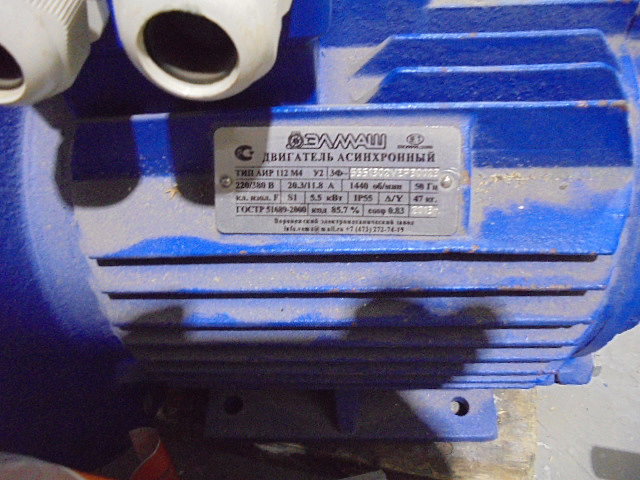 ЭЛМАШ
ДВИГАТЕЛЬ АСИНХРОННЫЙ
ТИП АИР 112 М4 У2 3Ф~
220/380 В 20.3/11.8 А 1440 об/мин 50 Гц
кл. изол. F S1 5,5 кВт IP55 Δ/Y 47 кг.
ГОСТР 51689-2000 кпд 85,7 % cosφ 0.83
Воронежский электромеханический завод
info.vemz@mail.ru +7 (473) 272-74-19